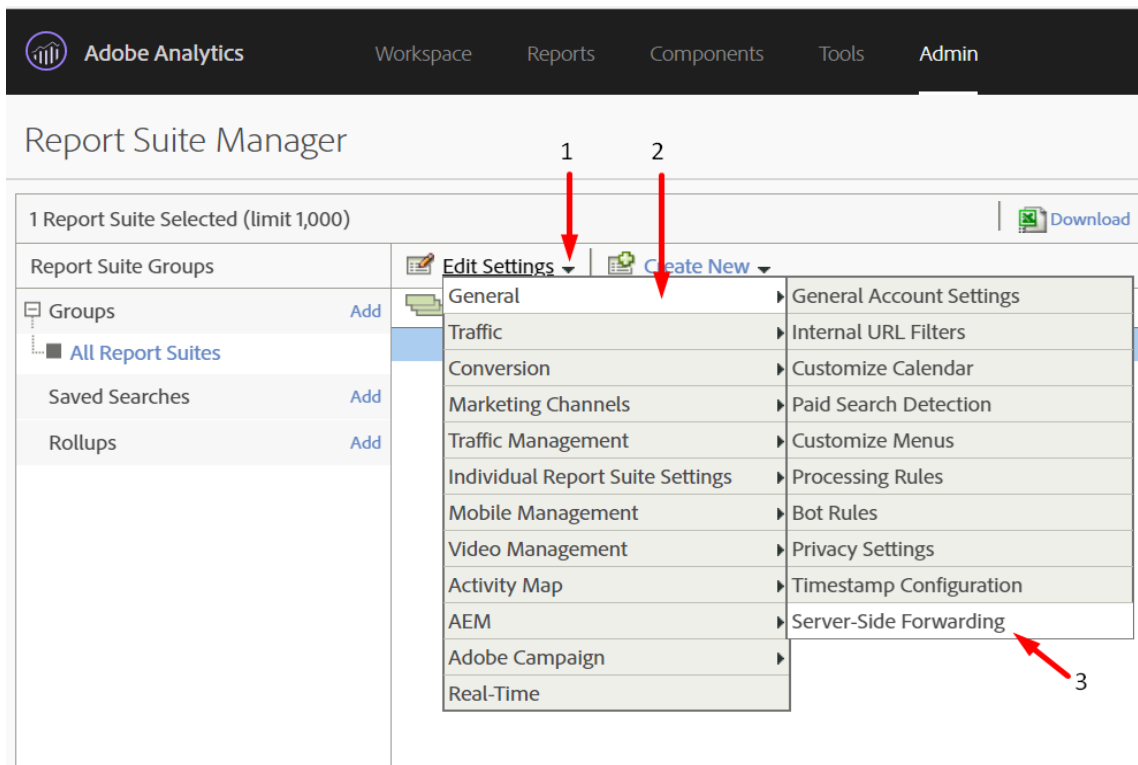 Adobe Analytics Workspace Reports Components Tools Admin
Report Suite Manager
1 2
1 Report Suite Selected (limit 1,000) Download
Report Suite Groups Edit Settings Create New
Groups Add
All Report Suites
Saved Searches Add
Rollups Add
General
Traffic
Conversion
Marketing Channels
Traffic Management
Individual Report Suite Settings
Mobile Management
Video Management
Activity Map
AEM
Adobe Campaign
Real-Time
General Account Settings
Internal URL Filters
Customize Calendar
Paid Search Detection
Customize Menus
Processing Rules
Bot Rules
Privacy Settings
Timestamp Configuration
Server-Side Forwarding
3